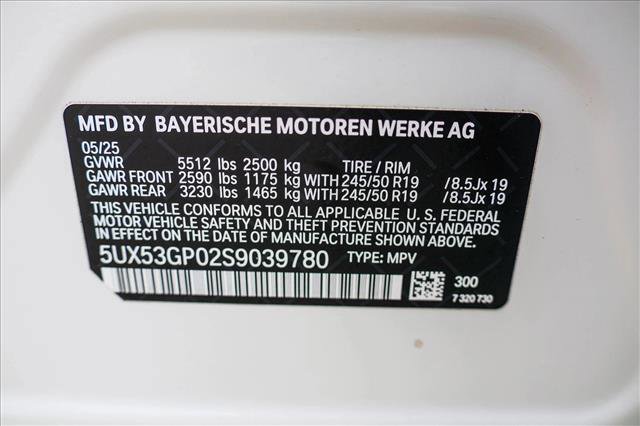 MFD BY BAYERISCHE MOTOREN WERKE AG
05/25
GVWR 5512 lbs 2500 kg TIRE / RIM
GAWR FRONT 2590 lbs 1175 kg WITH 245/50 R19 /8.5Jx 19
GAWR REAR 3230 lbs 1465 kg WITH 245/50 R19 /8.5Jx 19
THIS VEHICLE CONFORMS TO ALL APPLICABLE U. S. FEDERAL
MOTOR VEHICLE SAFETY AND THEFT PREVENTION STANDARDS
IN EFFECT ON THE DATE OF MANUFACTURE SHOWN ABOVE.
5UX53GP02S9039780 TYPE: MPV
300
7 320 730